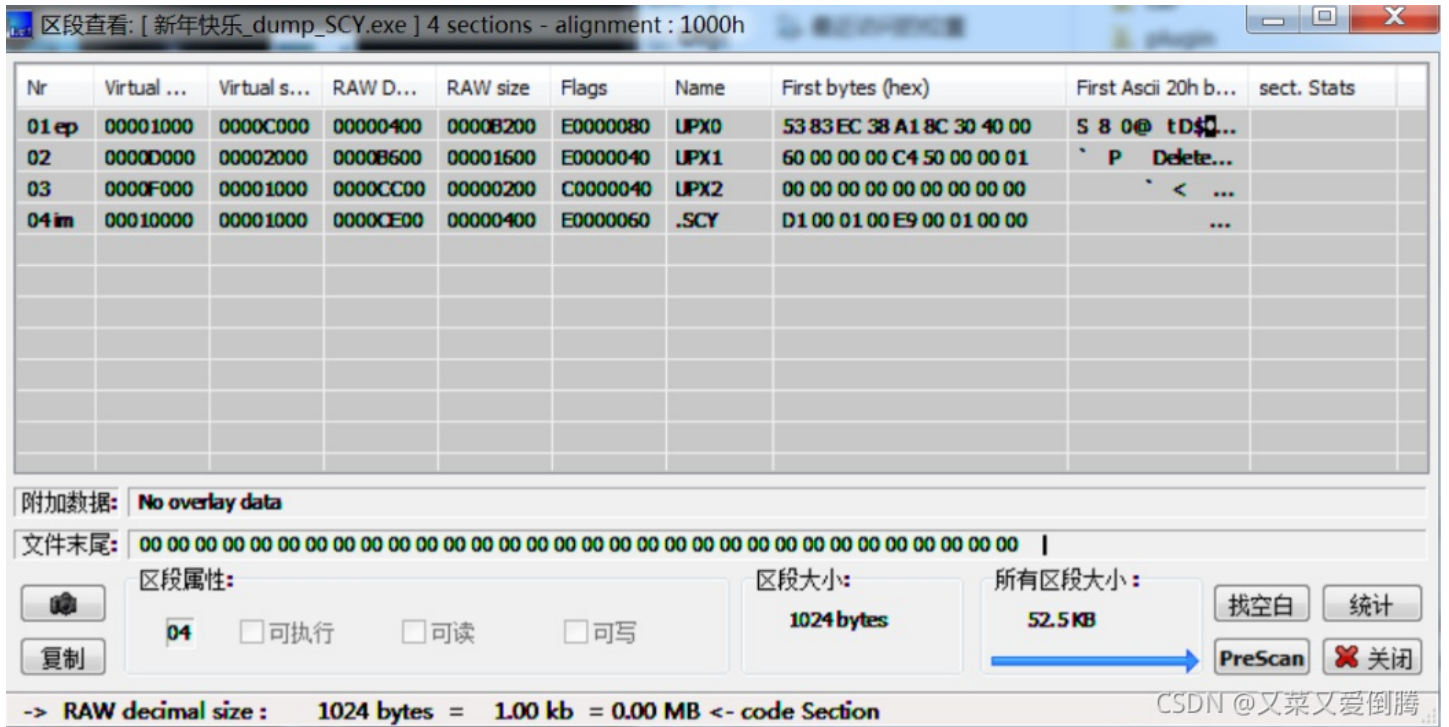 区段查看: [ 新年快乐_dump_SCY.exe ] 4 sections - alignment : 1000h
Nr Virtual ... Virtual s... RAW D... RAW size Flags Name First bytes (hex) First Ascii 20h b... sect. Stats
01 ep 00001000 0000C000 00000400 0000B200 E0000080 UPX0 53 83 EC 38 A1 8C 30 40 00 S 8 0@ tD$...
02 0000D000 00002000 0000B600 00001600 E0000040 UPX1 60 00 00 00 C4 50 00 00 01 ` P Delete...
03 0000F000 00001000 0000CC00 00000200 C0000040 UPX2 00 00 00 00 00 00 00 00 00 ` < ...
04 im 00010000 00001000 0000CE00 00000400 E0000060 .SCY D1 00 01 00 E9 00 01 00 00 ...
附加数据: No overlay data
文件末尾: 00 00 00 00 00 00 00 00 00 00 00 00 00 00 00 00 00 00 00 00 00 00 00 00 00 00 00 00 00 00 00 00
区段属性: 区段大小: 所有区段大小 :
04 可执行 可读 可写 1024 bytes 52.5 KB 找空白 统计
复制 PreScan 关闭
-> RAW decimal size : 1024 bytes = 1.00 kb = 0.00 MB <- code Section
CSDN @又菜又爱倒腾